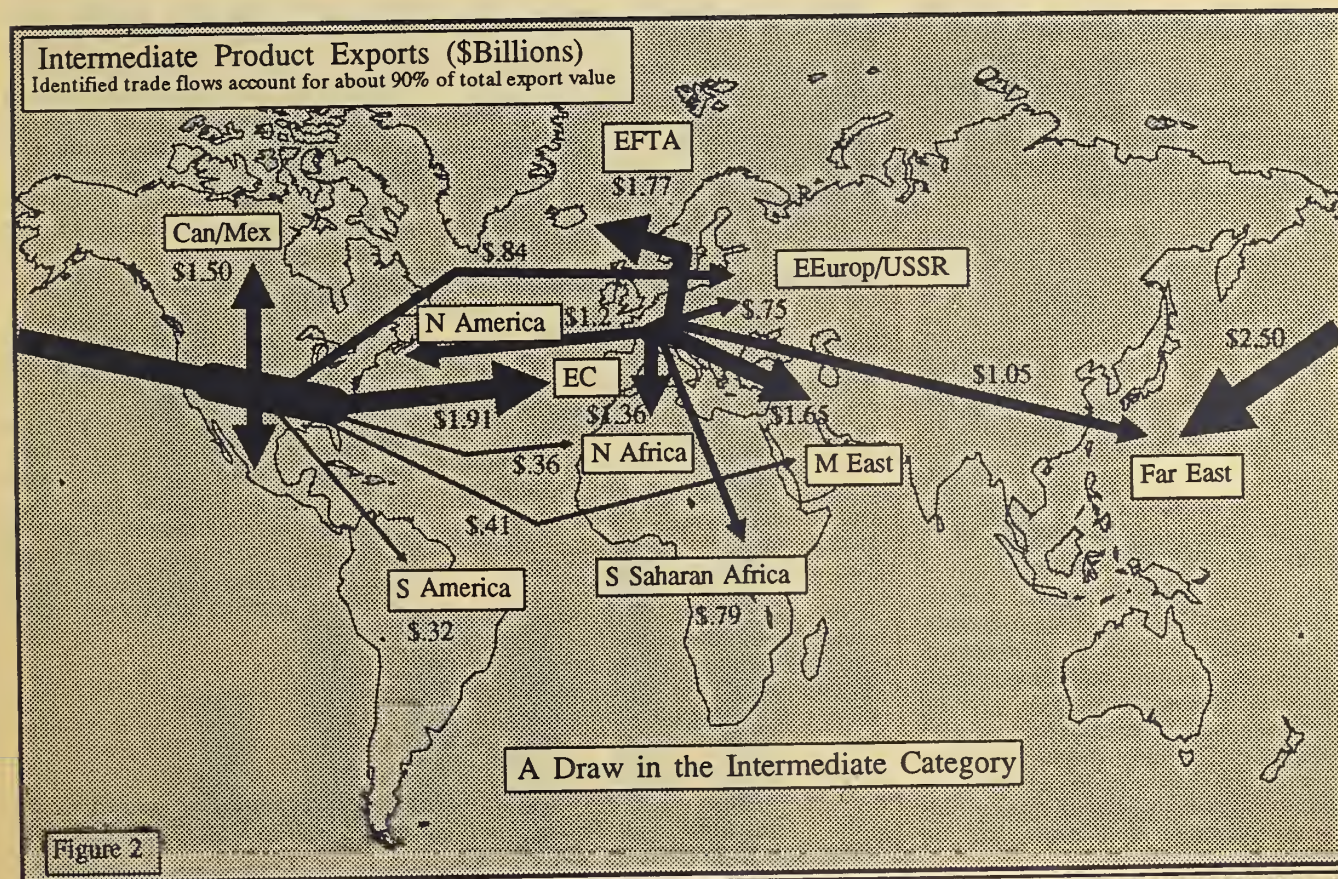 Intermediate Product Exports ($Billions)
Identified trade flows account for about 90% of total export value
EFTA
$1.77
Can/Mex
$1.50
$.84
EEurop/USSR
N America
$1.2
$.75
$2.50
EC
$1.05
$1.91
$1.36
$1.65
$.36
N Africa
M East
Far East
$.41
S America
$.32
S Saharan Africa
$.79
A Draw in the Intermediate Category
Figure 2